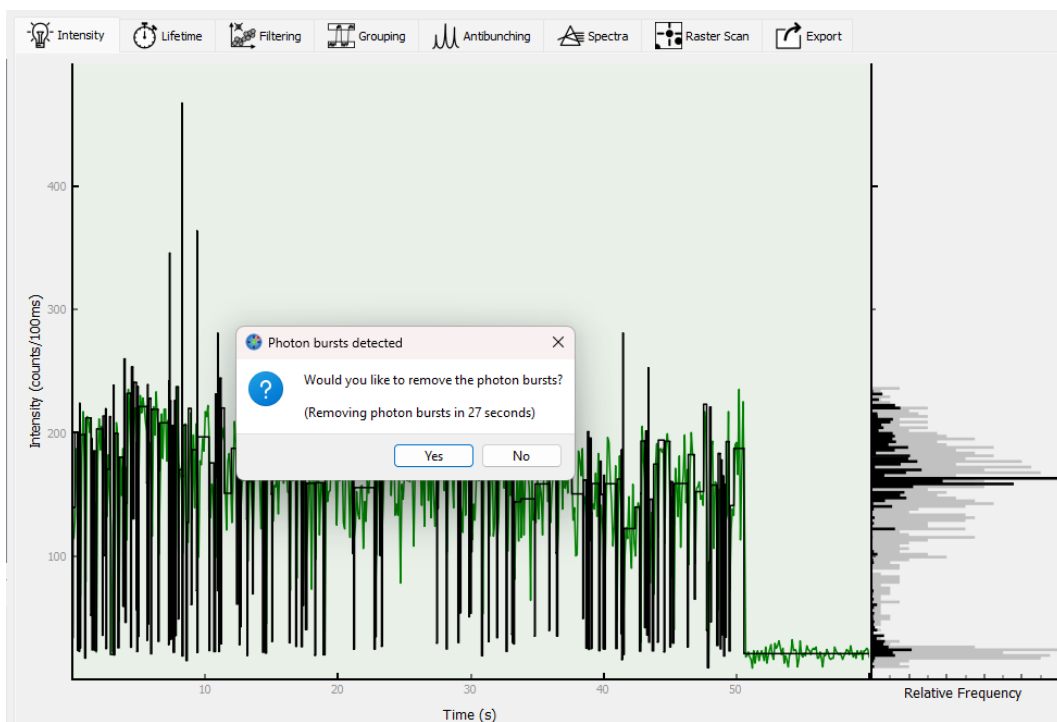 Intensity Lifetime Filtering Grouping Antibunching Spectra Raster Scan Export
Intensity (counts/100ms)
400
300
200
100
Photon bursts detected
Would you like to remove the photon bursts?
(Removing photon bursts in 27 seconds)
Yes No
10 20 30 40 50
Time (s)
Relative Frequency